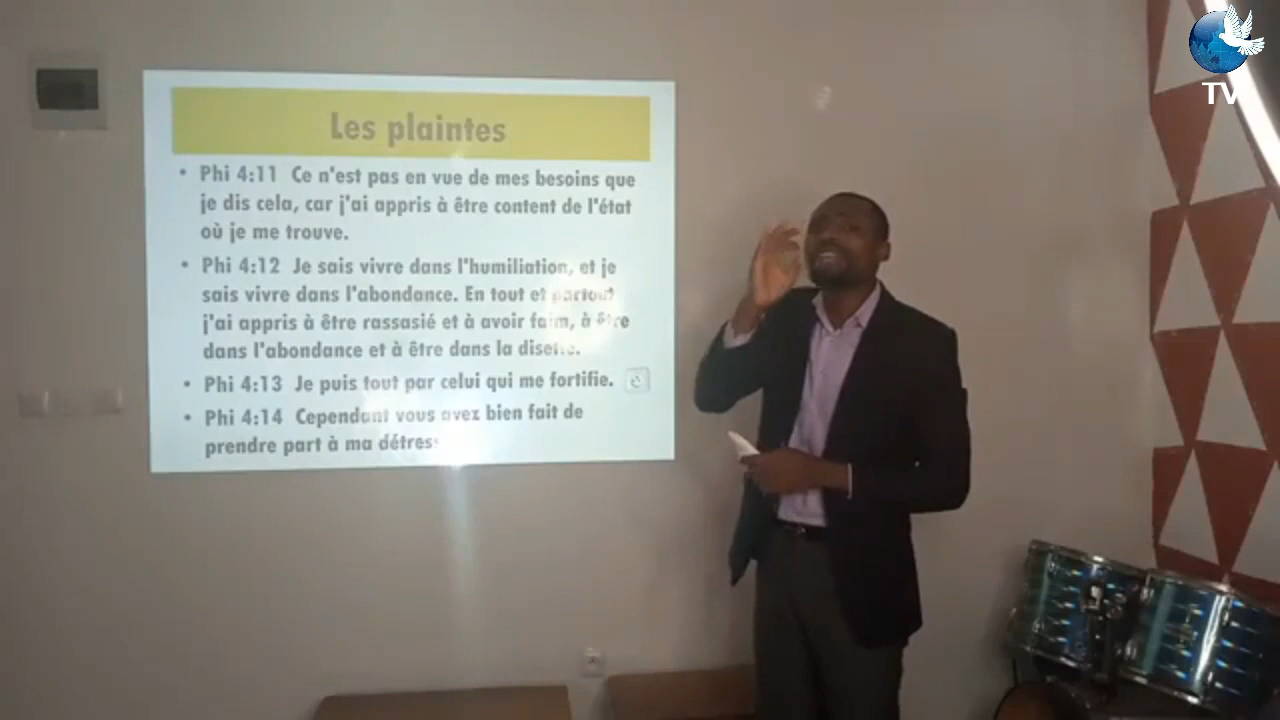 TV
Les plaintes
• Phi 4:11 Ce n'est pas en vue de mes besoins que
je dis cela, car j'ai appris à être content de l'état
où je me trouve.
• Phi 4:12 Je sais vivre dans l'humiliation, et je
sais vivre dans l'abondance. En tout et partout
j'ai appris à être rassasié et à avoir faim, à être
dans l'abondance et à être dans la disette.
• Phi 4:13 Je puis tout par celui qui me fortifie.
• Phi 4:14 Cependant vous avez bien fait de
prendre part à ma